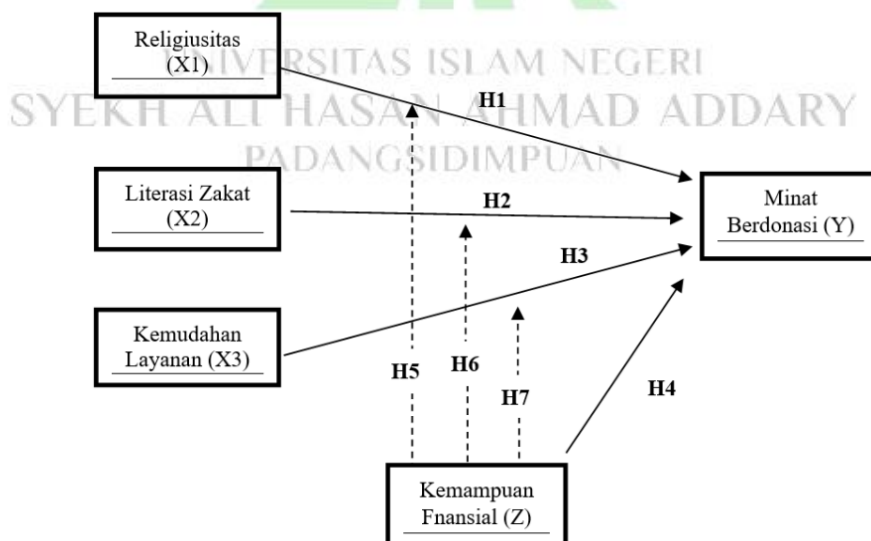 Religiusitas
(X1)
UNIVERSITAS ISLAM NEGERI
H1
SYEKH ALI HASAN AHMAD ADDARY
PADANGSIDIMPUAN
Literasi Zakat
(X2)
H2
Minat
Berdonasi (Y)
H3
Kemudahan
Layanan (X3)
H5
H6
H7
H4
Kemampuan
Fnansial (Z)